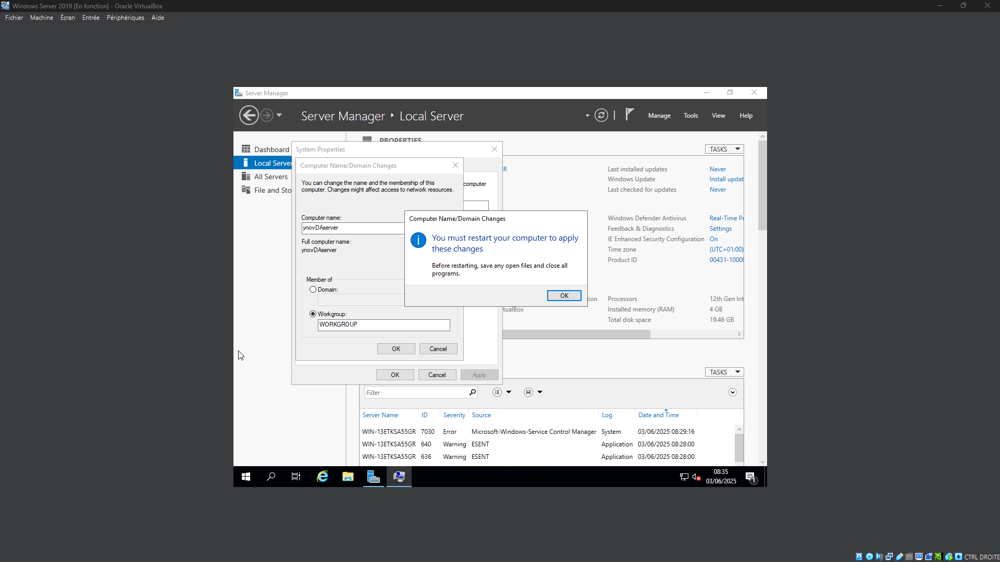 Windows Server 2019 [En fonction] - Oracle VirtualBox
Fichier Machine Écran Entrée Périphériques Aide
Server Manager
Server Manager ‣ Local Server
Manage Tools View Help
PROPERTIES
TASKS
Dashboard
Local Server
All Servers
File and Sto
System Properties
Computer Name/Domain Changes
You can change the name and the membership of this
computer. Changes might affect access to network resources.
computer
Computer name:
ynovDAserver
Full computer name:
ynovDAserver
Member of
Domain:
Workgroup:
WORKGROUP
OK Cancel
OK Cancel Apply
Computer Name/Domain Changes
You must restart your computer to apply
these changes
Before restarting, save any open files and close all
programs.
OK
GR
Last installed updates Never
Windows Update Install updat
Last checked for updates Never
Windows Defender Antivirus Real-Time Pr
Feedback & Diagnostics Settings
IE Enhanced Security Configuration On
Time zone (UTC+01:00)
Product ID 00431-10000
tion Processors 12th Gen Int
tualBox Installed memory (RAM) 4 GB
Total disk space 19.46 GB
TASKS
Filter
Server Name ID Severity Source Log Date and Time
WIN-13ETKSA55GR 7030 Error Microsoft-Windows-Service Control Manager System 03/06/2025 08:29:16
WIN-13ETKSA55GR 640 Warning ESENT Application 03/06/2025 08:28:00
WIN-13ETKSA55GR 636 Warning ESENT Application 03/06/2025 08:28:00
08:35
03/06/2025
1
CTRL DROITE